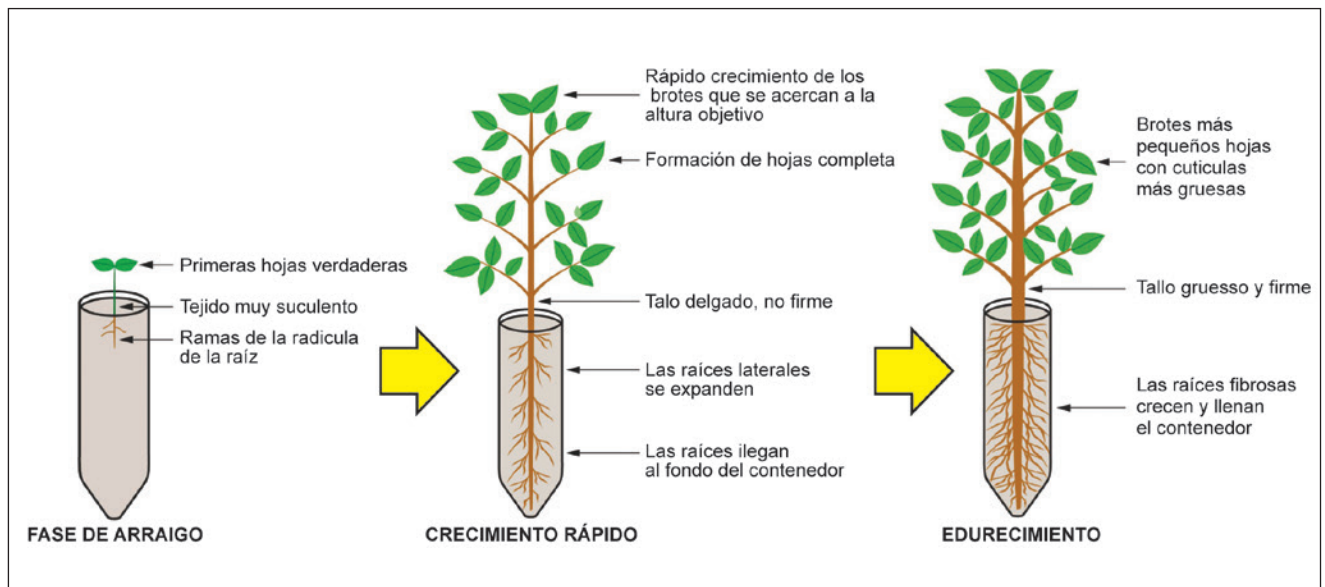 Primeras hojas verdaderas
Tejido muy suculento
Ramas de la radicula
de la raíz
FASE DE ARRAIGO
Rápido crecimiento de los
brotes que se acercan a la
altura objetivo
Formación de hojas completa
Talo delgado, no firme
Las raíces laterales
se expanden
Las raíces ilegan
al fondo del contenedor
CRECIMIENTO RÁPIDO
Brotes más
pequeños hojas
con cuticulas
más gruesas
Tallo gruesso y firme
Las raíces fibrosas
crecen y llenan
el contenedor
EDURECIMIENTO